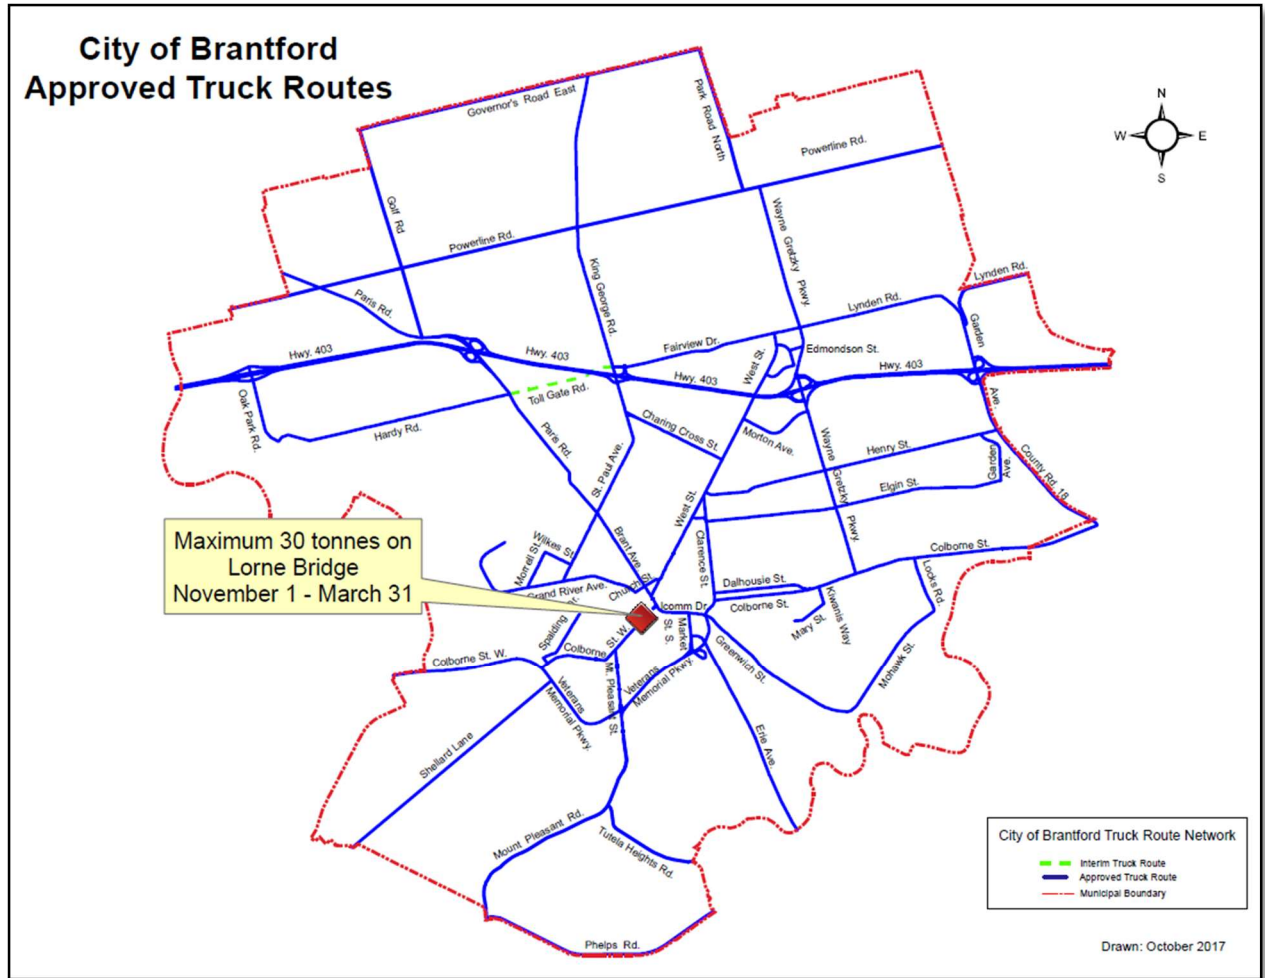 City of Brantford
Approved Truck Routes
N
W
E
S
Governor's Road East
Park Road North
Powerline Rd.
Golf Rd
Powerline Rd.
King George Rd.
Wayne Gretzky Pkwy.
Lynden Rd.
Lynden Rd.
Paris Rd.
Fairview Dr.
Garden
Edmondson St.
West St.
Hwy. 403
Hwy. 403
Hwy. 403
Hwy. 403
Toll Gate Rd.
Oak Park Rd.
Hardy Rd.
Ave.
Charing Cross St.
Morton Ave.
Paris Rd.
St. Paul Ave.
Wayne Gretzky
Pkwy.
Henry St.
Garden
Ave.
County Rd. 18
Elgin St.
West St.
Brant Ave.
Clarence St.
Colborne St.
Maximum 30 tonnes on
Lorne Bridge
November 1 - March 31
Wilkes St.
Morrell St.
Grand River Ave.
Church St.
Dalhousie St.
Colborne St.
Locks Rd.
Icomm Dr.
Kiwanis Way
Mary St.
Spalding
Market
St. S.
Colborne
St. W.
Colborne St. W.
Greenwich St.
Mohawk St.
Veterans
Memorial Pkwy.
Mt. Pleasant St.
Veterans
Memorial Pkwy.
Erie Ave.
Shellard Lane
Mount Pleasant Rd.
Tutela Heights Rd.
Phelps Rd.
City of Brantford Truck Route Network
Interim Truck Route
Approved Truck Route
Municipal Boundary
Drawn: October 2017